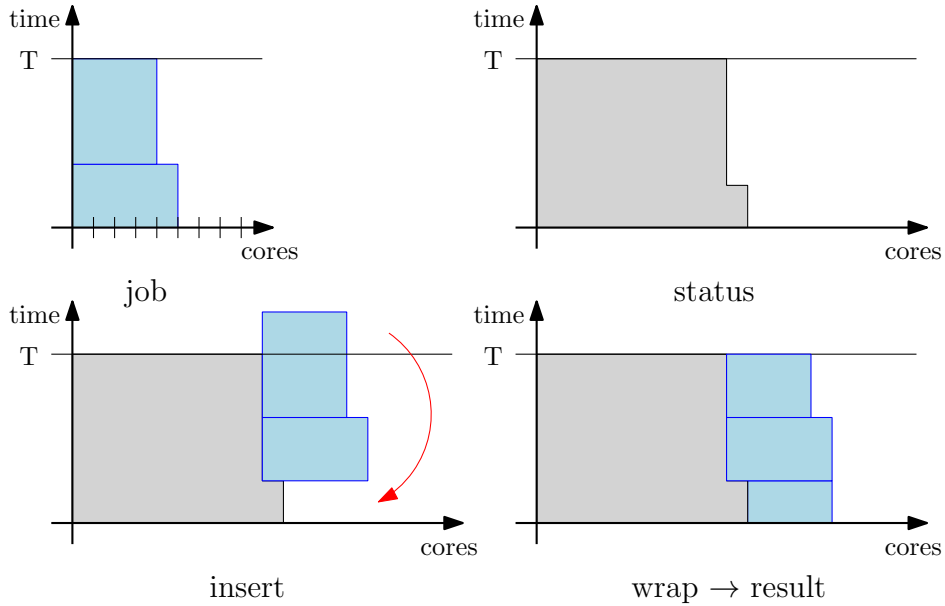 time
T
cores
job
time
T
cores
status
time
T
cores
insert
time
T
cores
wrap → result